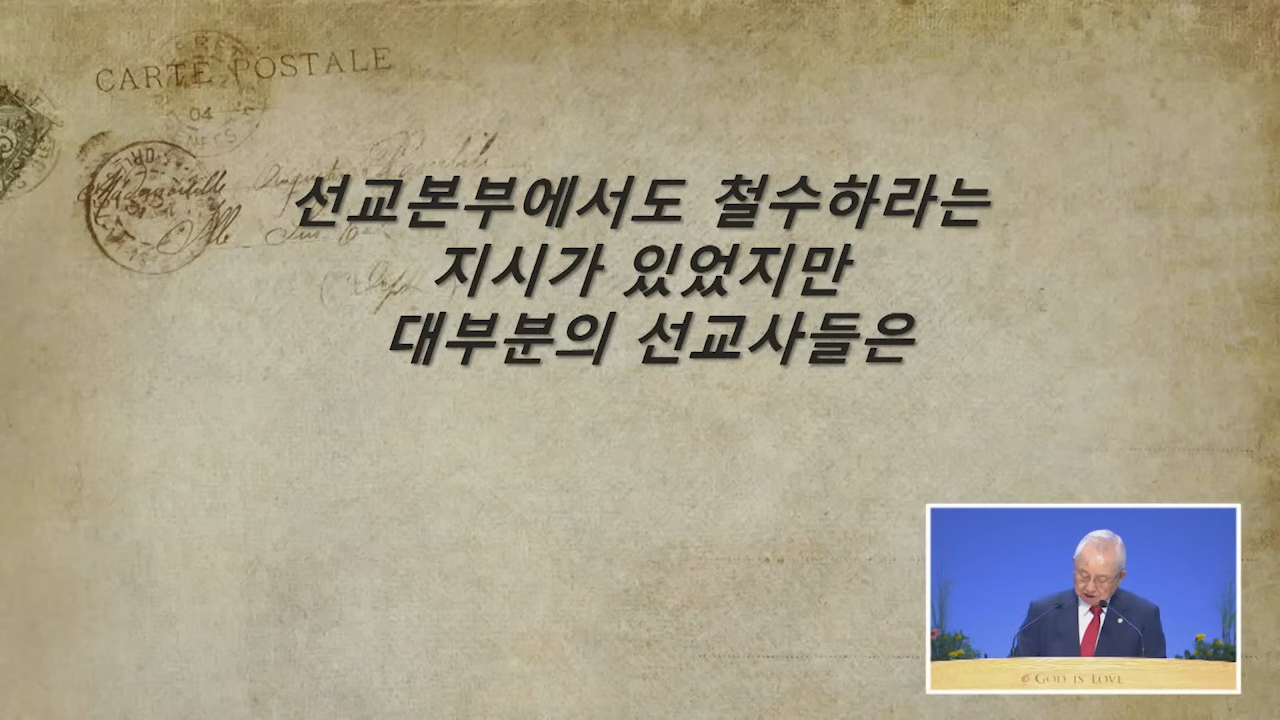 CARTE POSTALE
04
선교본부에서도 철수하라는
지시가 있었지만
대부분의 선교사들은
GOD IS LOVE